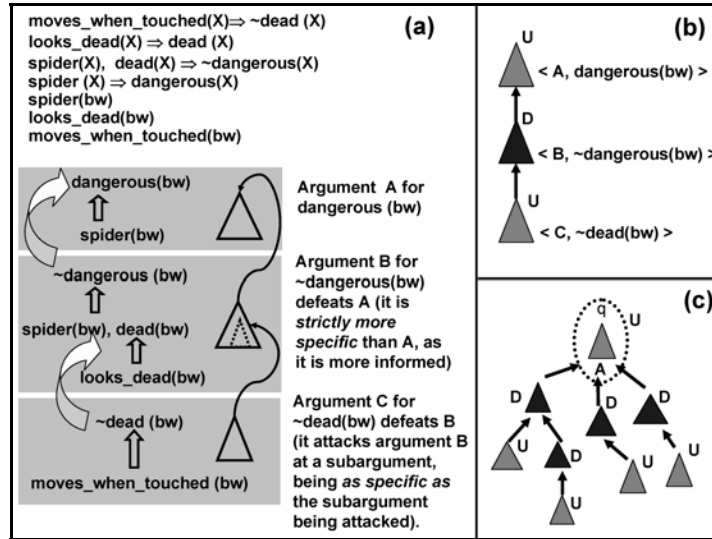 moves_when_touched(X)⇒ ~dead (X)
looks_dead(X) ⇒ dead (X)
spider(X), dead(X) ⇒ ~dangerous(X)
spider (X) ⇒ dangerous(X)
spider(bw)
looks_dead(bw)
moves_when_touched(bw)
(a)
dangerous(bw)
spider(bw)
Argument A for
dangerous (bw)
~dangerous (bw)
spider(bw), dead(bw)
looks_dead(bw)
Argument B for
~dangerous(bw)
defeats A (it is
strictly more
specific than A, as
it is more informed)
~dead (bw)
moves_when_touched (bw)
Argument C for
~dead(bw) defeats B
(it attacks argument B
at a subargument,
being as specific as
the subargument
being attacked).
(b)
U
< A, dangerous(bw) >
D
< B, ~dangerous(bw) >
U
< C, ~dead(bw) >
(c)
q
U
A
D
D
D
U
D
U
U
U